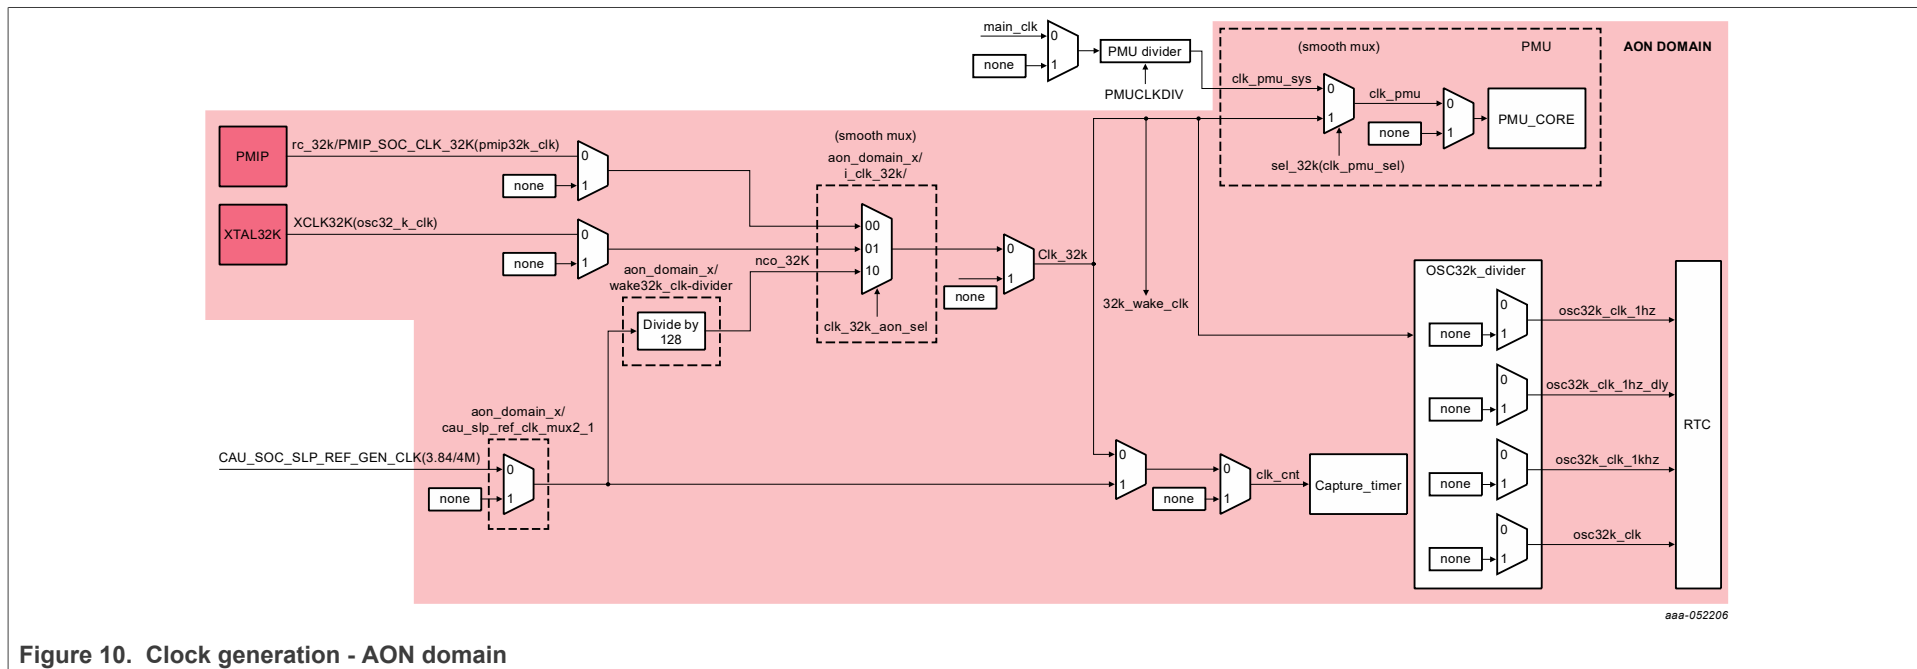 main_clk
0
none
1
PMU divider
PMUCLKDIV
(smooth mux)
PMU
AON DOMAIN
clk_pmu_sys
0
1
clk_pmu
0
none
1
PMU_CORE
sel_32k(clk_pmu_sel)
PMIP
rc_32k/PMIP_SOC_CLK_32K(pmip32k_clk)
0
none
1
XTAL32K
XCLK32K(osc32_k_clk)
0
none
1
(smooth mux)
aon_domain_x/
i_clk_32k/
00
01
10
clk_32k_aon_sel
nco_32K
aon_domain_x/
wake32k_clk-divider
Divide by
128
0
1
none
Clk_32k
32k_wake_clk
aon_domain_x/
cau_slp_ref_clk_mux2_1
CAU_SOC_SLP_REF_GEN_CLK(3.84/4M)
0
none
1
0
1
0
none
1
clk_cnt
Capture_timer
OSC32k_divider
0
none
1
osc32k_clk_1hz
0
none
1
osc32k_clk_1hz_dly
0
none
1
osc32k_clk_1khz
0
none
1
osc32k_clk
RTC
aaa-052206
Figure 10. Clock generation - AON domain